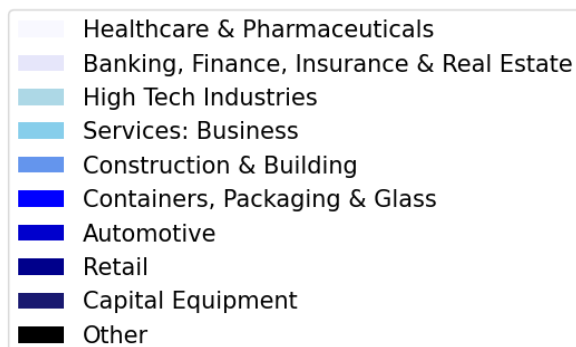 Healthcare & Pharmaceuticals
Banking, Finance, Insurance & Real Estate
High Tech Industries
Services: Business
Construction & Building
Containers, Packaging & Glass
Automotive
Retail
Capital Equipment
Other